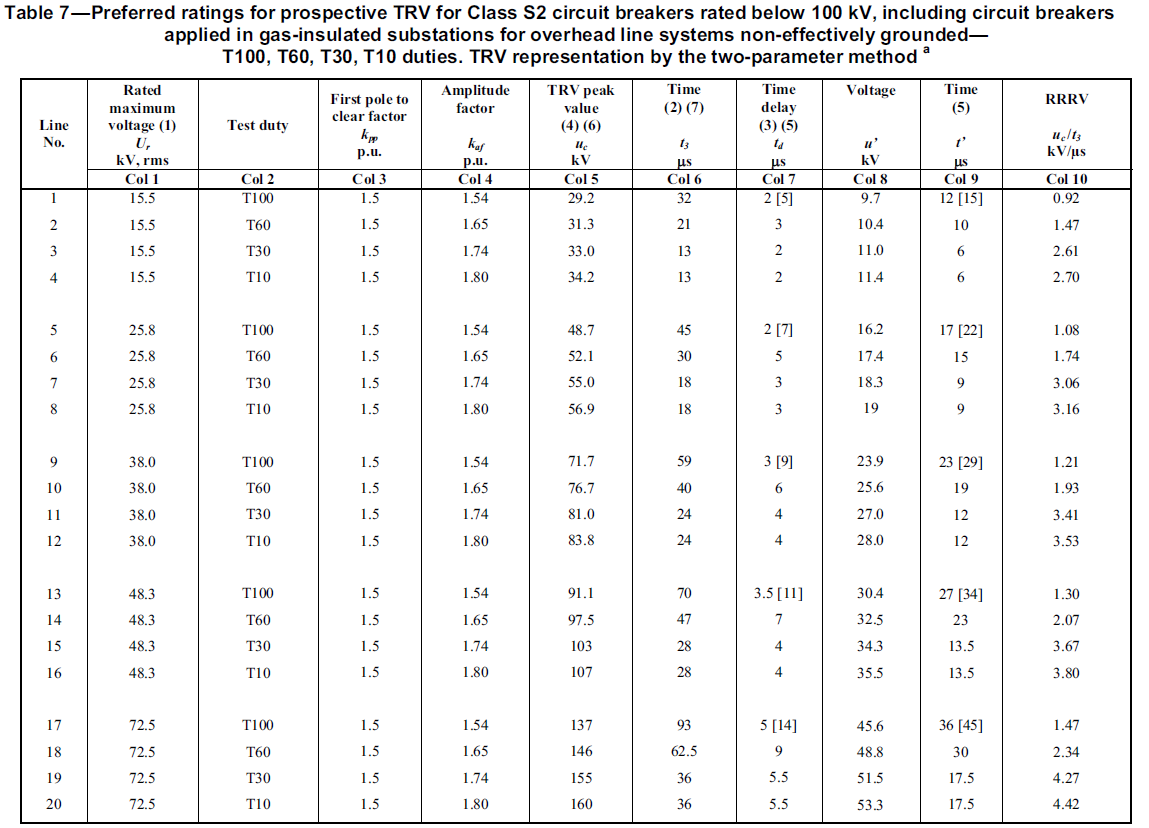 Table 7—Preferred ratings for prospective TRV for Class S2 circuit breakers rated below 100 kV, including circuit breakers
applied in gas-insulated substations for overhead line systems non-effectively grounded—
T100, T60, T30, T10 duties. TRV representation by the two-parameter method a
Line No. | Rated maximum voltage (1) Ur kV, rms | Test duty | First pole to clear factor kpp p.u. | Amplitude factor kaf p.u. | TRV peak value (4) (6) uc kV | Time (2) (7) t3 µs | Time delay (3) (5) td µs | Voltage u’ kV | Time (5) t’ µs | RRRV uc/t3 kV/µs
Col 1 Col 2 Col 3 Col 4 Col 5 Col 6 Col 7 Col 8 Col 9 Col 10
1 15.5 T100 1.5 1.54 29.2 32 2 [5] 9.7 12 [15] 0.92
2 15.5 T60 1.5 1.65 31.3 21 3 10.4 10 1.47
3 15.5 T30 1.5 1.74 33.0 13 2 11.0 6 2.61
4 15.5 T10 1.5 1.80 34.2 13 2 11.4 6 2.70
5 25.8 T100 1.5 1.54 48.7 45 2 [7] 16.2 17 [22] 1.08
6 25.8 T60 1.5 1.65 52.1 30 5 17.4 15 1.74
7 25.8 T30 1.5 1.74 55.0 18 3 18.3 9 3.06
8 25.8 T10 1.5 1.80 56.9 18 3 19 9 3.16
9 38.0 T100 1.5 1.54 71.7 59 3 [9] 23.9 23 [29] 1.21
10 38.0 T60 1.5 1.65 76.7 40 6 25.6 19 1.93
11 38.0 T30 1.5 1.74 81.0 24 4 27.0 12 3.41
12 38.0 T10 1.5 1.80 83.8 24 4 28.0 12 3.53
13 48.3 T100 1.5 1.54 91.1 70 3.5 [11] 30.4 27 [34] 1.30
14 48.3 T60 1.5 1.65 97.5 47 7 32.5 23 2.07
15 48.3 T30 1.5 1.74 103 28 4 34.3 13.5 3.67
16 48.3 T10 1.5 1.80 107 28 4 35.5 13.5 3.80
17 72.5 T100 1.5 1.54 137 93 5 [14] 45.6 36 [45] 1.47
18 72.5 T60 1.5 1.65 146 62.5 9 48.8 30 2.34
19 72.5 T30 1.5 1.74 155 36 5.5 51.5 17.5 4.27
20 72.5 T10 1.5 1.80 160 36 5.5 53.3 17.5 4.42